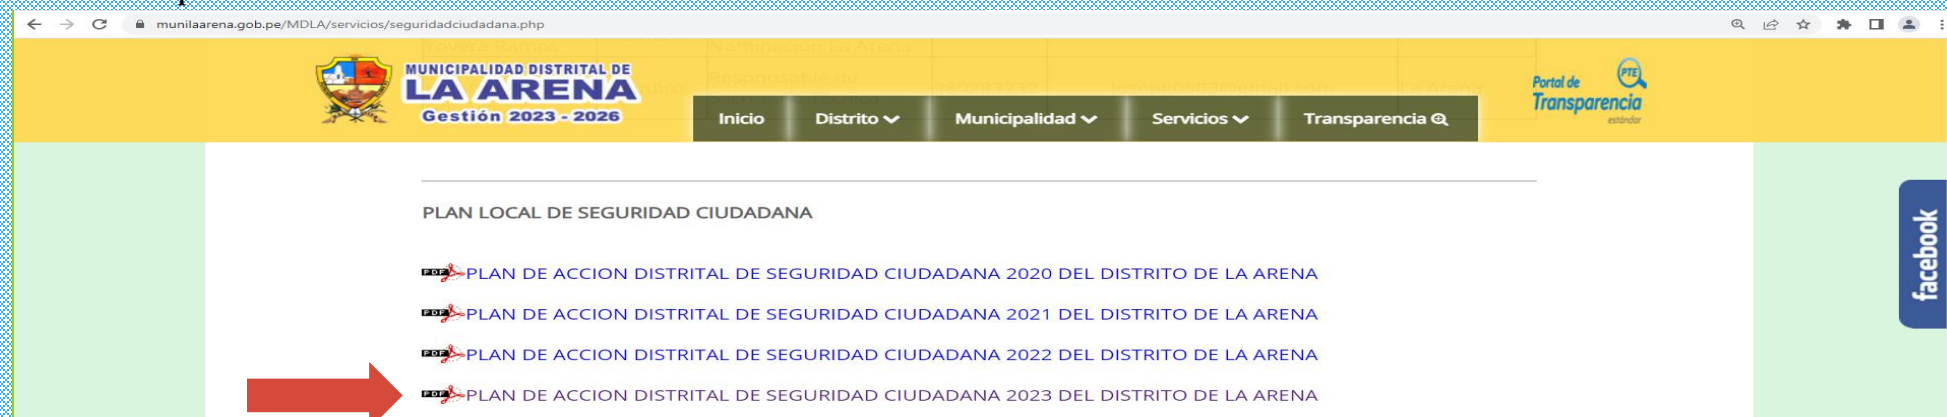 munilaarena.gob.pe/MDLA/servicios/seguridadciudadana.php
MUNICIPALIDAD DISTRITAL DE
LA ARENA
Gestión 2023 - 2026
Inicio
Distrito
Municipalidad
Servicios
Transparencia
Portal de
PTE
Transparencia
estándar
PLAN LOCAL DE SEGURIDAD CIUDADANA
PDF PLAN DE ACCION DISTRITAL DE SEGURIDAD CIUDADANA 2020 DEL DISTRITO DE LA ARENA
PDF PLAN DE ACCION DISTRITAL DE SEGURIDAD CIUDADANA 2021 DEL DISTRITO DE LA ARENA
PDF PLAN DE ACCION DISTRITAL DE SEGURIDAD CIUDADANA 2022 DEL DISTRITO DE LA ARENA
PDF PLAN DE ACCION DISTRITAL DE SEGURIDAD CIUDADANA 2023 DEL DISTRITO DE LA ARENA
facebook